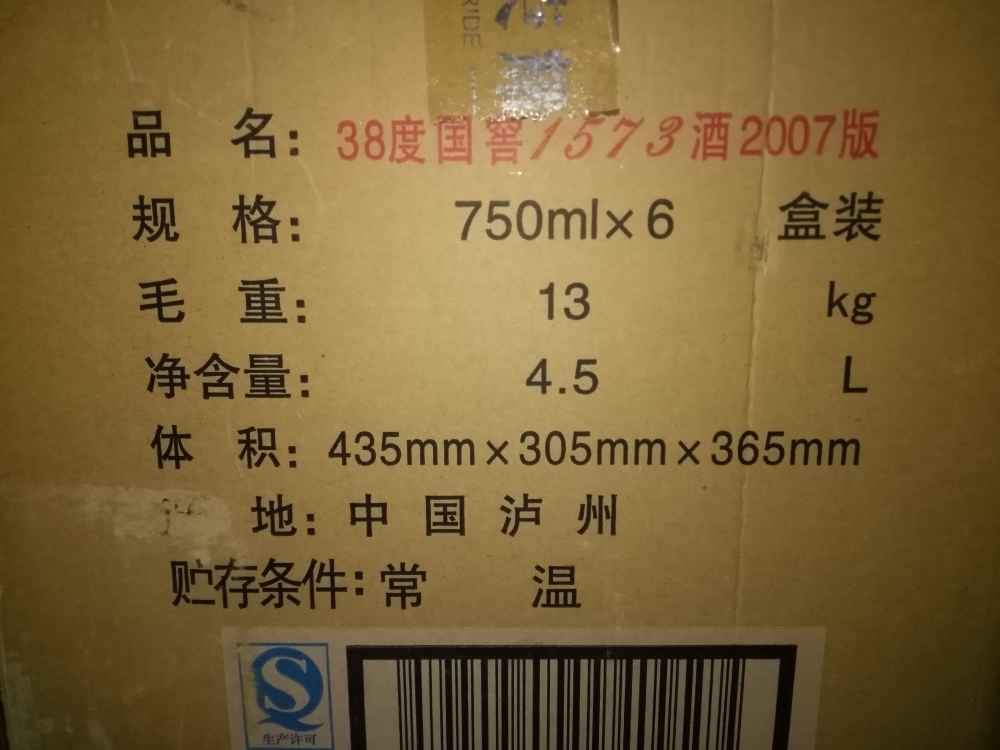 RIDE
品 名: 38度国窖1573酒2007版
规 格: 750ml×6 盒装
毛 重: 13 kg
净含量: 4.5 L
体 积: 435mm×305mm×365mm
地: 中国泸州
贮存条件: 常 温
生产许可